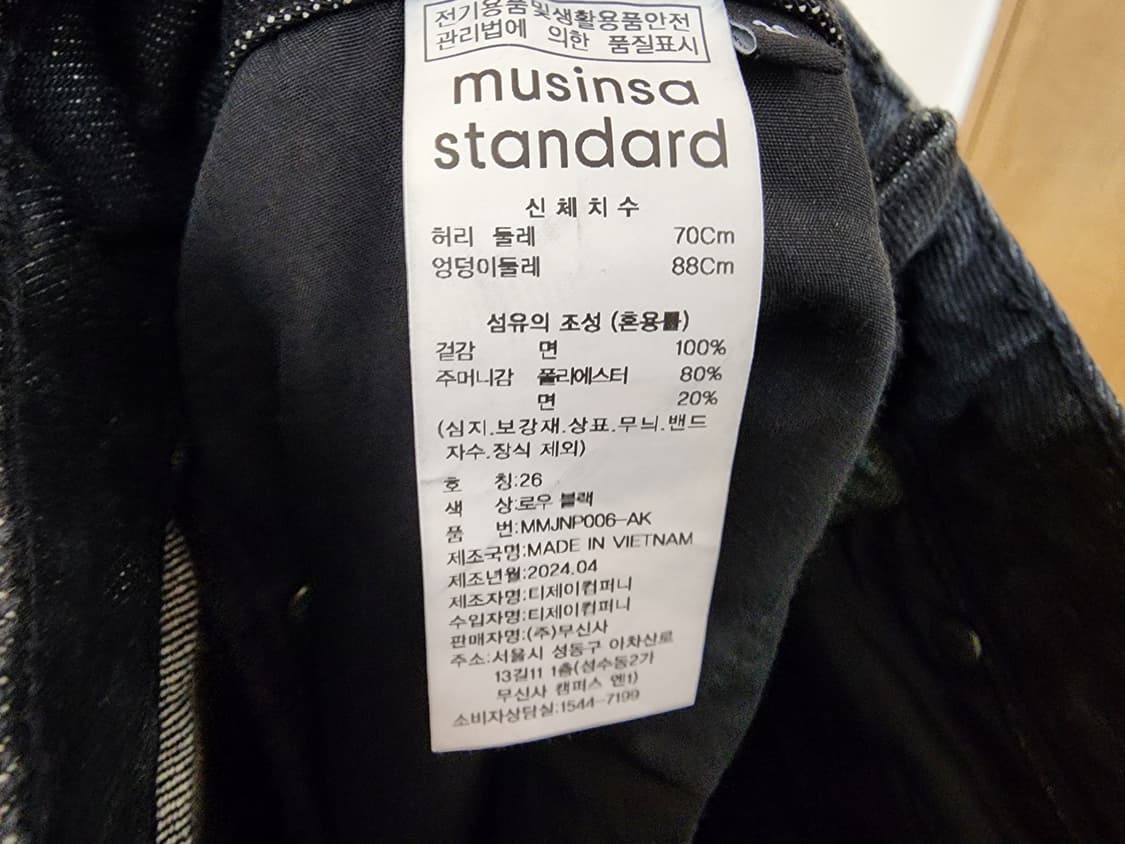 전기용품및생활용품안전
관리법에 의한 품질표시
musinsa
standard
신체치수
허리 둘레 70Cm
엉덩이둘레 88Cm
섬유의 조성 (혼용률)
겉감 면 100%
주머니감 폴리에스터 80%
면 20%
(심지.보강재.상표.무늬.밴드
자수.장식 제외)
호 칭:26
색 상:로우 블랙
품 번:MMJNP006-AK
제조국명:MADE IN VIETNAM
제조년월:2024.04
제조자명:티제이컴퍼니
수입자명:티제이컴퍼니
판매자명:(주)무신사
주소:서울시 성동구 아차산로
13길11 1층(성수동2가
무신사 캠퍼스 엔1)
소비자상담실:1544-7199